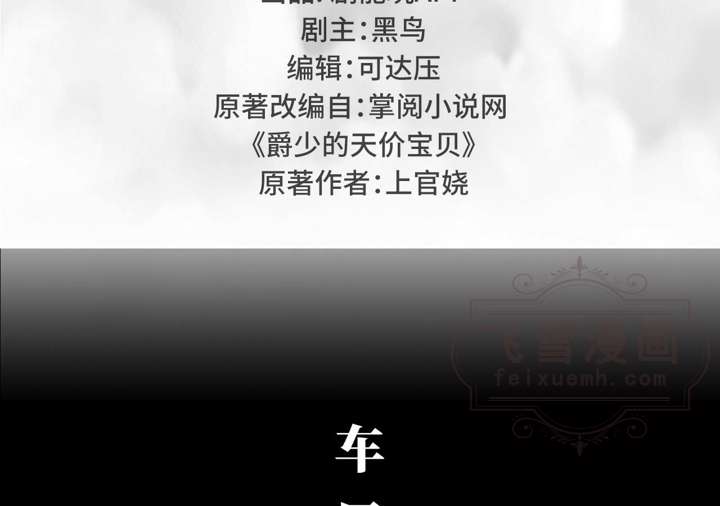 剧主：黑鸟
编辑：可达压
原著改编自：掌阅小说网
《爵少的天价宝贝》
原著作者：上官娆
飞雪漫画
feixuemh.com
车